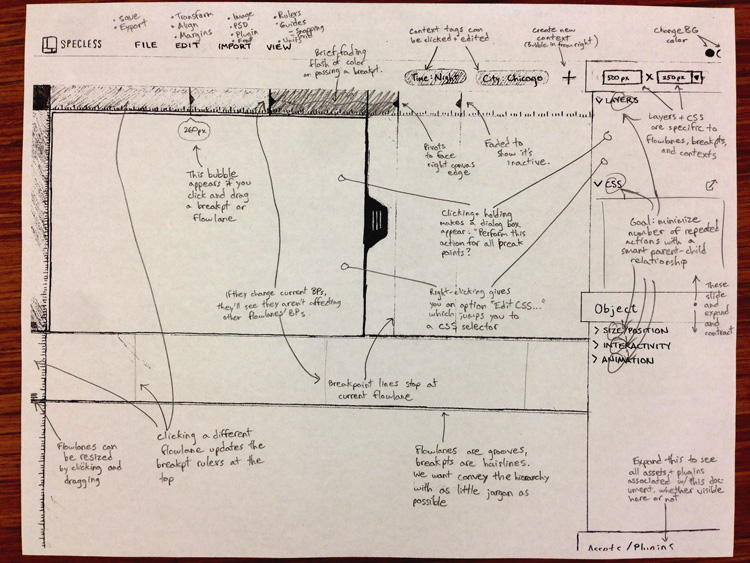 SPECLESS
• Save
• Export
FILE
• Transform
• Align
• Margins
EDIT
• Image
• PSD
• Plugin
IMPORT
• Rulers
• Guides
- Snapping
VIEW
Brief, fading
flash of color
on passing a breakpt.
Context tags can
be clicked + edited
Time: Night
City: Chicago
Create new
context
(Bubble in from right)
+
Change BG
color
500 px X 250 px
LAYERS
Layers + CSS
are specific to
flowlanes, breakpts,
and contexts
260px
This bubble
appears if you
click and drag
a breakpt or
flowlane
Pivots
to face
right canvas
edge
Faded to
show it's
inactive.
CSS
Clicking + holding
makes a dialog box
appear: "Perform this
action for all break
points?
Goal: minimize
number of repeated
actions with a
smart parent-child
relationship
If they change current BPs,
they'll see they aren't affecting
other flowlanes' BPs
Right-clicking gives
you an option "Edit CSS..."
which jumps you to
a CSS selector
These
slide
and
expand
and
contract
Object
> SIZE/POSITION
> INTERACTIVITY
> ANIMATION
Breakpoint lines stop at
current flowlane
Flowlanes can
be resized
by clicking and
dragging
Clicking a different
flowlane updates the
breakpt rulers at the
top
Flowlanes are grooves,
breakpts are hairlines.
We want convey the hierarchy
with as little jargon as
possible
Expand this to see
all assets + plugins
associated w/ this doc-
ument, whether visible
here or not
Assets/Plugins